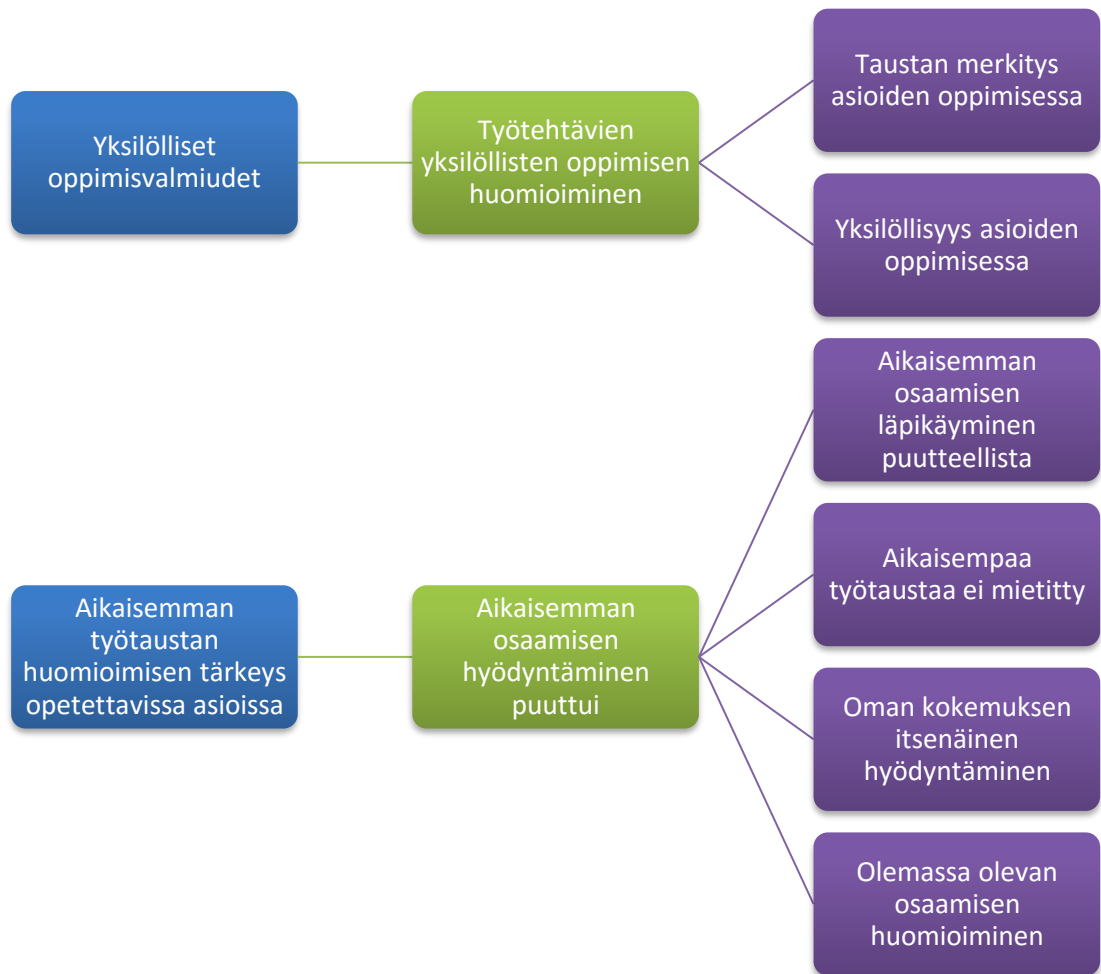 Yksilölliset
oppimisvalmiudet
Työtehtävien
yksilöllisten oppimisen
huomioiminen
Taustan merkitys
asioiden oppimisessa
Yksilöllisyys asioiden
oppimisessa
Aikaisemman
työtaustan
huomioimisen tärkeys
opetettavissa asioissa
Aikaisemman
osaamisen
hyödyntäminen
puuttui
Aikaisemman
osaamisen
läpikäyminen
puutteellista
Aikaisempaa
työtaustaa ei mietitty
Oman kokemuksen
itsenäinen
hyödyntäminen
Olemassa olevan
osaamisen
huomioiminen